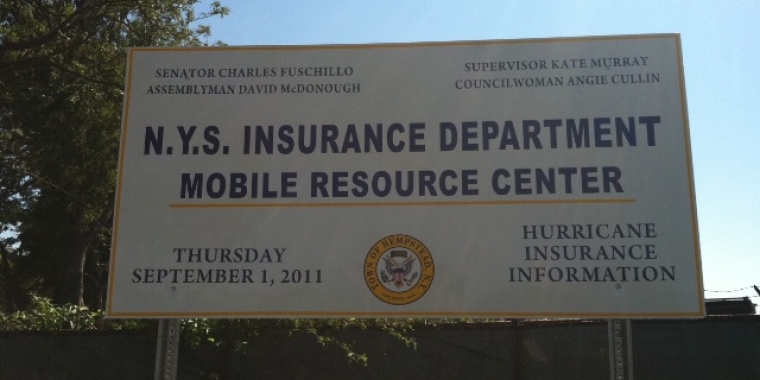 SENATOR CHARLES FUSCHILLO
ASSEMBLYMAN DAVID McDONOUGH
SUPERVISOR KATE MURRAY
COUNCILWOMAN ANGIE CULLIN
N.Y.S. INSURANCE DEPARTMENT
MOBILE RESOURCE CENTER
THURSDAY
SEPTEMBER 1, 2011
TOWN OF HEMPSTEAD, N.Y.
HURRICANE
INSURANCE
INFORMATION